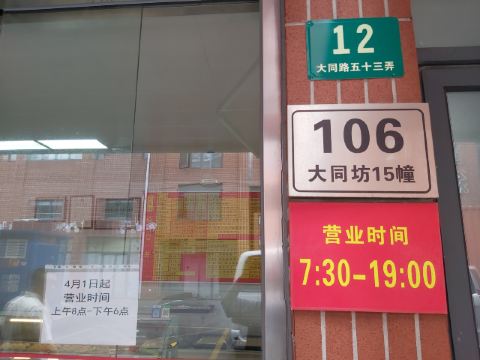 12
大同路五十三弄
106
大同坊15幢
营业时间
7:30-19:00
4月1日起
营业时间
上午8点-下午6点